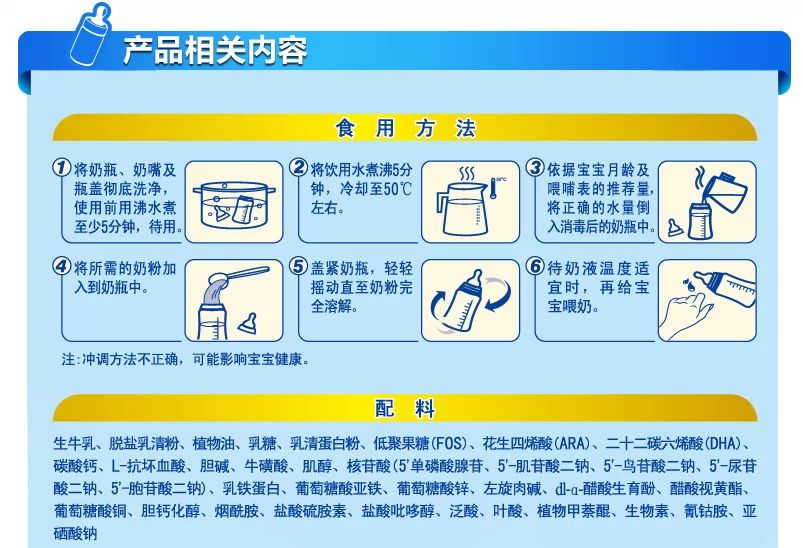 产品相关内容
食用方法
1 将奶瓶、奶嘴及
瓶盖彻底洗净,
使用前用沸水煮
至少5分钟,待用。
2 将饮用水煮沸5分
钟,冷却至50℃
左右。
50℃
3 依据宝宝月龄及
喂哺表的推荐量,
将正确的水量倒
入消毒后的奶瓶中。
4 将所需的奶粉加
入到奶瓶中。
5 盖紧奶瓶,轻轻
摇动直至奶粉完
全溶解。
6 待奶液温度适
宜时,再给宝
宝喂奶。
注:冲调方法不正确,可能影响宝宝健康。
配料
生牛乳、脱盐乳清粉、植物油、乳糖、乳清蛋白粉、低聚果糖(FOS)、花生四烯酸(ARA)、二十二碳六烯酸(DHA)、
碳酸钙、L-抗坏血酸、胆碱、牛磺酸、肌醇、核苷酸(5'单磷酸腺苷、5'-肌苷酸二钠、5'-鸟苷酸二钠、5'-尿苷
酸二钠、5'-胞苷酸二钠)、乳铁蛋白、葡萄糖酸亚铁、葡萄糖酸锌、左旋肉碱、dl-α-醋酸生育酚、醋酸视黄酯、
葡萄糖酸铜、胆钙化醇、烟酰胺、盐酸硫胺素、盐酸吡哆醇、泛酸、叶酸、植物甲萘醌、生物素、氰钴胺、亚
硒酸钠